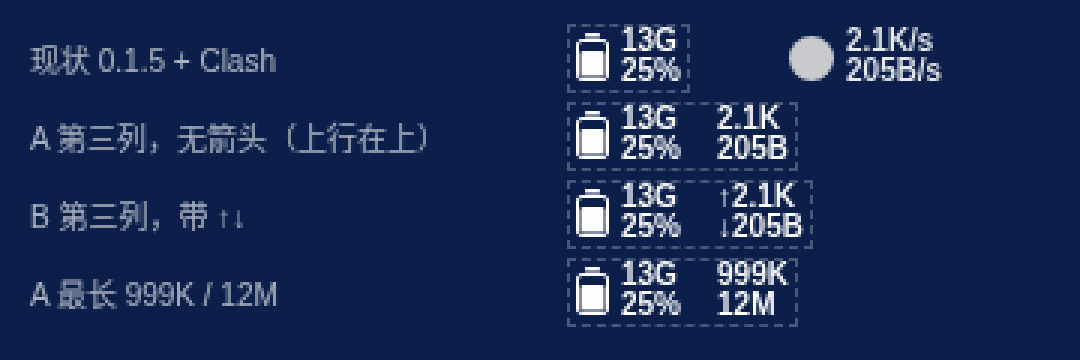 现状 0.1.5 + Clash
13G
25%
2.1K/s
205B/s
A 第三列，无箭头（上行在上）
13G
25%
2.1K
205B
B 第三列，带 ↑↓
13G
25%
↑2.1K
↓205B
A 最长 999K / 12M
13G
25%
999K
12M